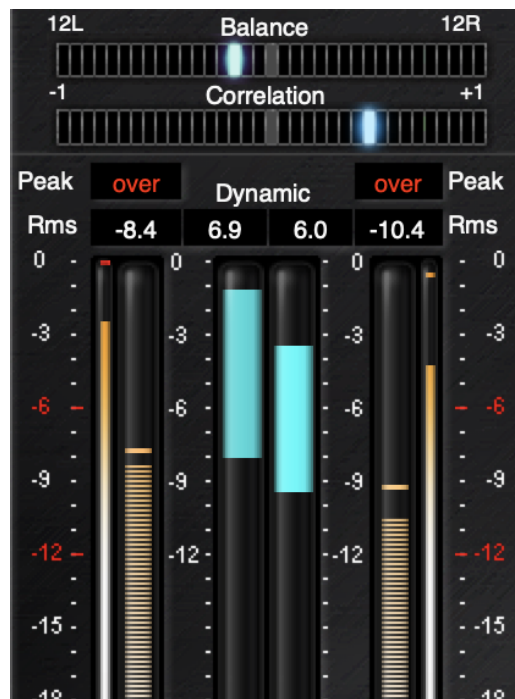 12L Balance 12R
-1 Correlation +1
Peak over Dynamic over Peak
Rms -8.4 6.9 6.0 -10.4 Rms
0 0 0 0
-3 -3 -3 -3
-6 -6 -6 -6
-9 -9 -9 -9
-12 -12 -12 -12
-15 -15
-18 -18